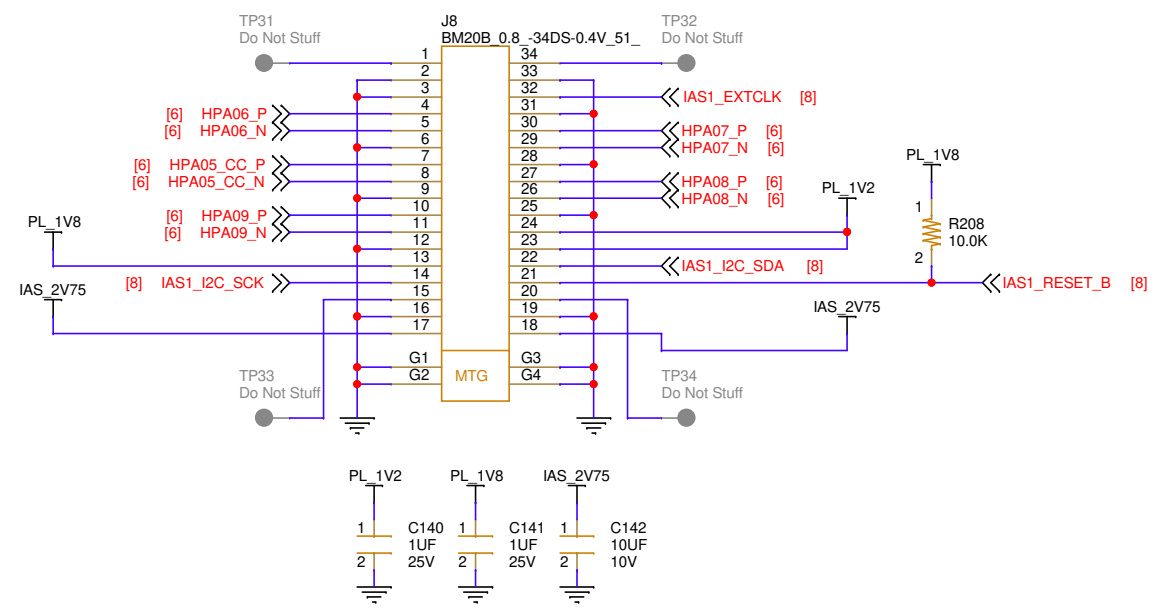 TP31
Do Not Stuff
J8
BM20B_0.8_-34DS-0.4V_51_
TP32
Do Not Stuff
1 34
2 33
3 32 IAS1_EXTCLK [8]
[6] HPA06_P 4 31
[6] HPA06_N 5 30 HPA07_P [6]
6 29 HPA07_N [6]
[6] HPA05_CC_P 7 28
[6] HPA05_CC_N 8 27 HPA08_P [6]
9 26 HPA08_N [6]
[6] HPA09_P 10 25
[6] HPA09_N 11 24
12 23
13 22 IAS1_I2C_SDA [8]
[8] IAS1_I2C_SCK 14 21 IAS1_RESET_B [8]
15 20
16 19
17 18
PL_1V8
IAS_2V75
PL_1V2
PL_1V8
1
R208
10.0K
2
IAS_2V75
G1 G3
G2 MTG G4
TP33
Do Not Stuff
TP34
Do Not Stuff
PL_1V2
1 C140
1UF
2 25V
PL_1V8
1 C141
1UF
2 25V
IAS_2V75
1 C142
10UF
2 10V